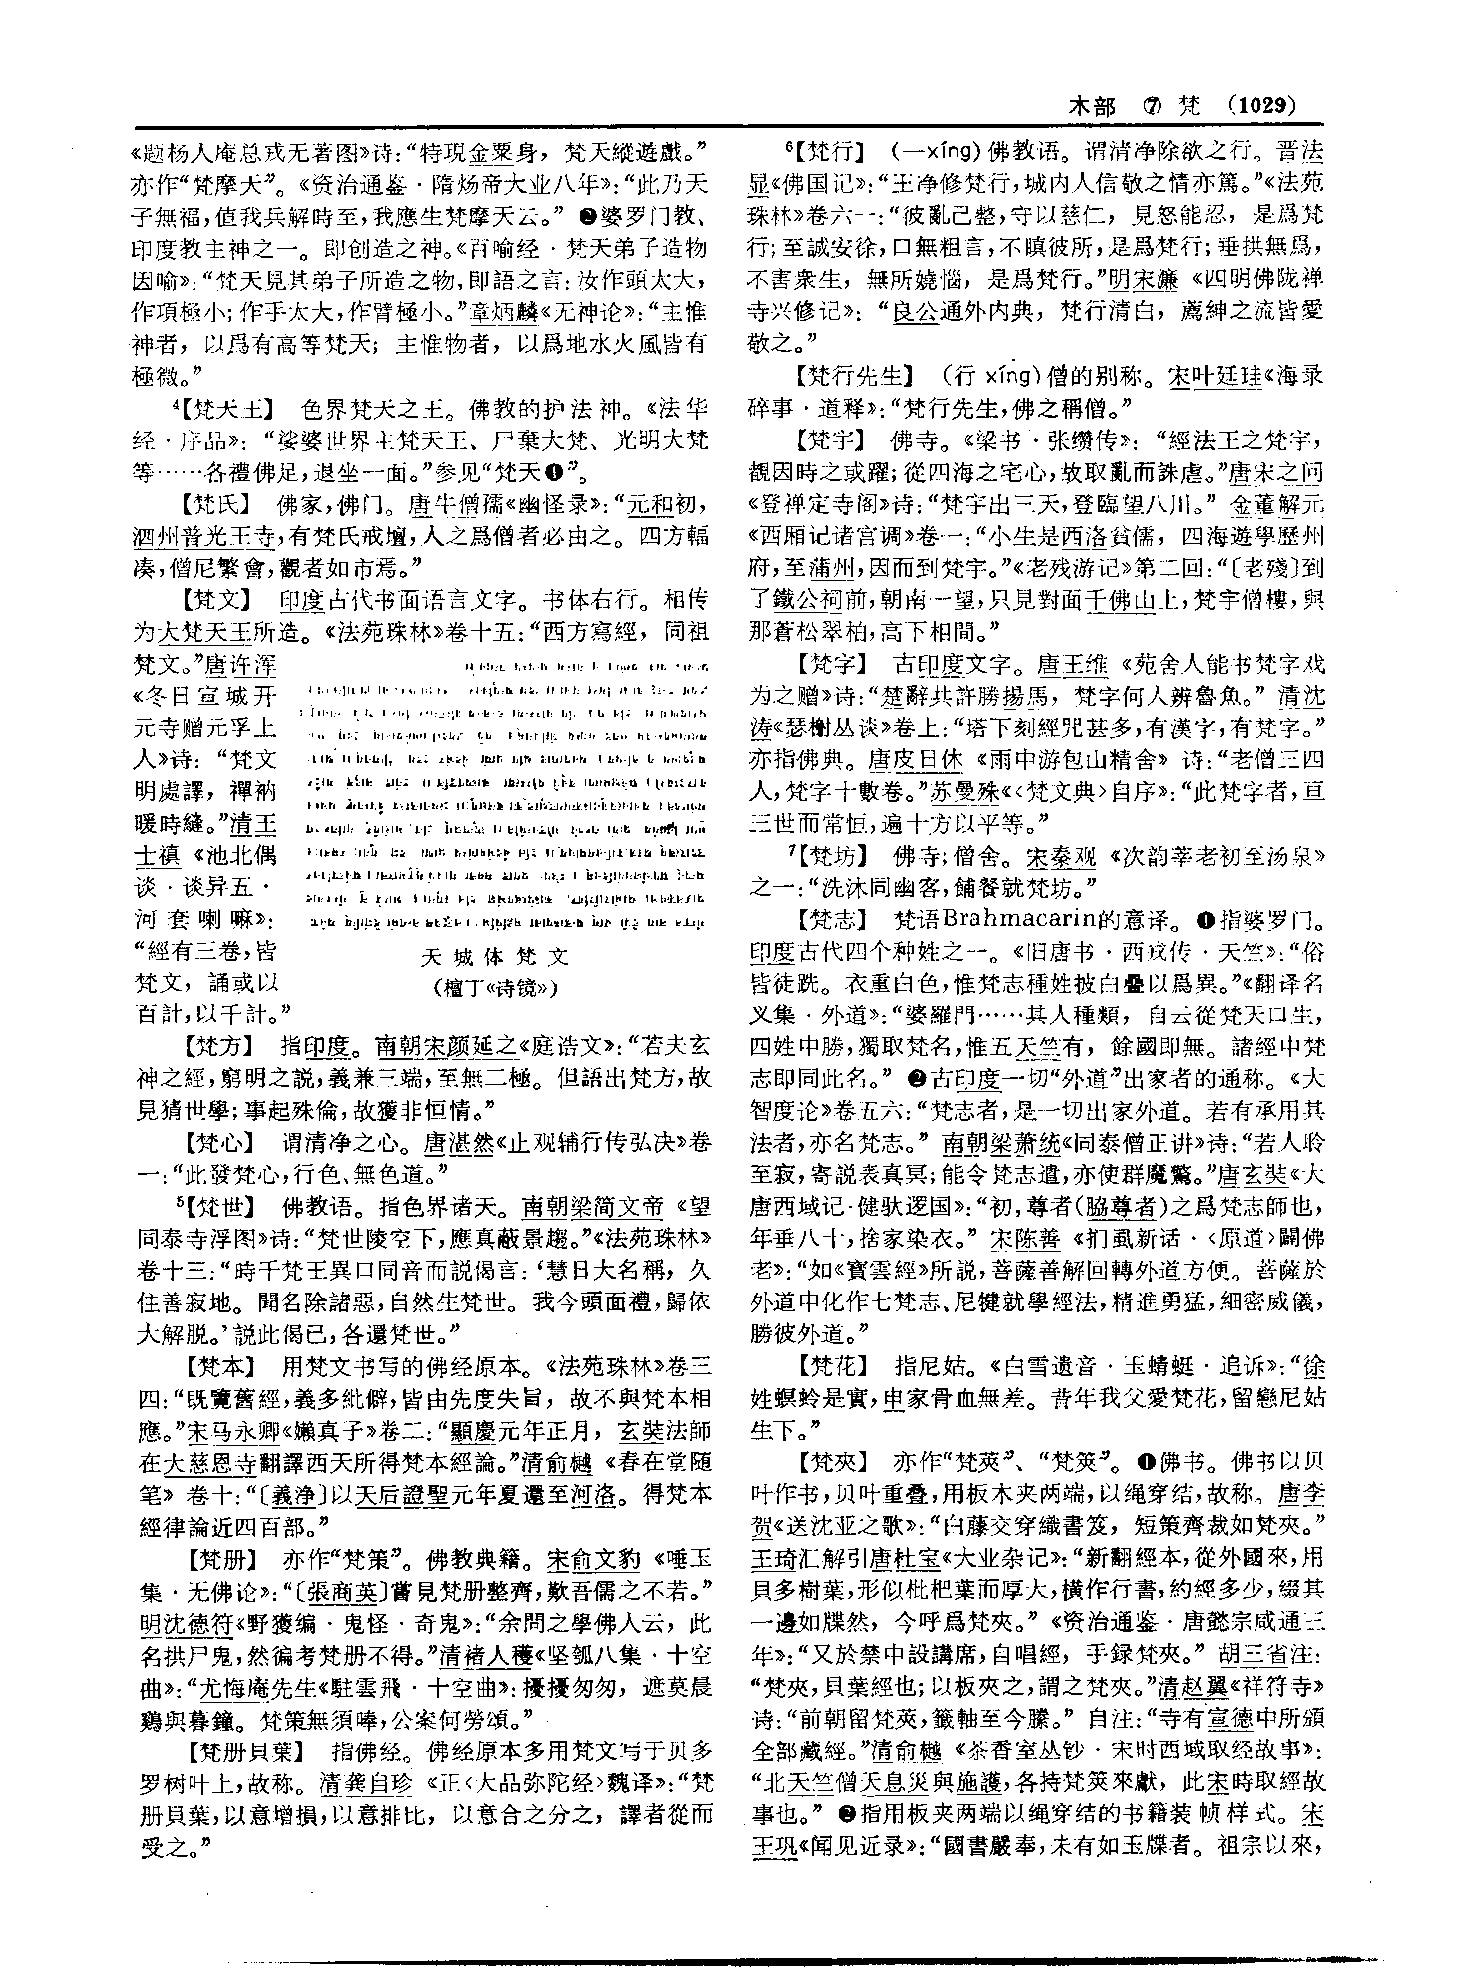 木部 ⑦ 梵 (1029)
《题杨人庵总戎无著图》诗:“特現金粟身，梵天縱遊戲。”
亦作“梵摩天”。《资治通鉴·隋炀帝大业八年》:“此乃天
子無福,值我兵解時至,我應生梵摩天云。” ❷婆罗门教、
印度教主神之一。即创造之神。《百喻经·梵天弟子造物
因喻》:“梵天見其弟子所造之物,即語之言:汝作頭太大,
作項極小;作手太大,作臂極小。”章炳麟《无神论》:“主惟
神者，以爲有高等梵天;主惟物者，以爲地水火風皆有
極微。”
4【梵天王】 色界梵天之王。佛教的护法神。《法华
经·序品》:“娑婆世界主梵天王、尸棄大梵、光明大梵
等……各禮佛足,退坐一面。”参见“梵天❶”。
【梵氏】 佛家,佛门。唐牛僧孺《幽怪录》:“元和初,
泗州普光王寺,有梵氏戒壇,人之爲僧者必由之。四方輻
凑,僧尼繁會,觀者如市焉。”
【梵文】 印度古代书面语言文字。书体右行。相传
为大梵天王所造。《法苑珠林》卷十五:“西方寫經，同祖
梵文。”唐许浑
《冬日宣城开
元寺赠元孚上
人》诗:“梵文
明處譯，禪衲
暖時縫。”清王
士禛《池北偶
谈·谈异五·
河套喇嘛》:
“經有三卷,皆
梵文，誦或以
百計,以千計。”
天城体梵文
(檀丁《诗镜》)
【梵方】 指印度。南朝宋颜延之《庭诰文》:“若夫玄
神之經,窮明之説,義兼三端,至無二極。但語出梵方,故
見猜世學;事起殊倫,故獲非恒情。”
【梵心】 谓清净之心。唐湛然《止观辅行传弘决》卷
一:“此發梵心,行色、無色道。”
5【梵世】 佛教语。指色界诸天。南朝梁简文帝《望
同泰寺浮图》诗:“梵世陵空下,應真蔽景趨。”《法苑珠林》
卷十三:“時千梵王異口同音而説偈言:‘慧日大名稱，久
住善寂地。聞名除諸惡,自然生梵世。我今頭面禮,歸依
大解脱。’説此偈已,各還梵世。”
【梵本】 用梵文书写的佛经原本。《法苑珠林》卷三
四:“既覽舊經,義多紕僻,皆由先度失旨，故不與梵本相
應。”宋马永卿《嬾真子》卷二:“顯慶元年正月，玄奘法師
在大慈恩寺翻譯西天所得梵本經論。”清俞樾《春在堂随
笔》卷十:“〔義净〕以天后證聖元年夏還至河洛。得梵本
經律論近四百部。”
【梵册】 亦作“梵策”。佛教典籍。宋俞文豹《唾玉
集·无佛论》:“〔張商英〕嘗見梵册整齊,歎吾儒之不若。”
明沈德符《野獲编·鬼怪·奇鬼》:“余問之學佛人云，此
名拱尸鬼,然徧考梵册不得。”清褚人穫《坚瓠八集·十空
曲》:“尤悔庵先生《駐雲飛·十空曲》:擾擾匆匆，遮莫晨
鷄與暮鐘。梵策無須唪,公案何勞頌。”
【梵册貝葉】 指佛经。佛经原本多用梵文写于贝多
罗树叶上,故称。清龚自珍《正〈大品弥陀经〉魏译》:“梵
册貝葉,以意增損,以意排比，以意合之分之，譯者從而
受之。”
6【梵行】 (一xíng)佛教语。谓清净除欲之行。晋法
显《佛国记》:“王净修梵行,城内人信敬之情亦篤。”《法苑
珠林》卷六一:“彼亂己整,守以慈仁，見怒能忍，是爲梵
行;至誠安徐,口無粗言,不瞋彼所,是爲梵行;垂拱無爲,
不害衆生，無所嬈惱，是爲梵行。”明宋濂《四明佛陇禅
寺兴修记》:“良公通外内典，梵行清白，薦紳之流皆愛
敬之。”
【梵行先生】 (行 xíng)僧的别称。宋叶廷珪《海录
碎事·道释》:“梵行先生,佛之稱僧。”
【梵宇】 佛寺。《梁书·张缵传》:“經法王之梵宇,
覩因時之或躍;從四海之宅心,故取亂而誅虐。”唐宋之问
《登禅定寺阁》诗:“梵宇出三天,登臨望八川。”金董解元
《西厢记诸宫调》卷一:“小生是西洛貧儒，四海遊學歷州
府,至蒲州,因而到梵宇。”《老残游记》第二回:“〔老殘〕到
了鐵公祠前,朝南一望,只見對面千佛山上,梵宇僧樓,與
那蒼松翠柏,高下相間。”
【梵字】 古印度文字。唐王维《苑舍人能书梵字戏
为之赠》诗:“楚辭共許勝揚馬，梵字何人辨魯魚。”清沈
涛《瑟榭丛谈》卷上:“塔下刻經咒甚多,有漢字,有梵字。”
亦指佛典。唐皮日休《雨中游包山精舍》诗:“老僧三四
人,梵字十數卷。”苏曼殊《〈梵文典〉自序》:“此梵字者,亘
三世而常恒,遍十方以平等。”
7【梵坊】 佛寺;僧舍。宋秦观《次韵莘老初至汤泉》
之一:“洗沐同幽客,餔餐就梵坊。”
【梵志】 梵语Brahmacarin的意译。❶指婆罗门。
印度古代四个种姓之一。《旧唐书·西戎传·天竺》:“俗
皆徒跣。衣重白色,惟梵志種姓披白疊以爲異。”《翻译名
义集·外道》:“婆羅門……其人種類，自云從梵天口生,
四姓中勝,獨取梵名,惟五天竺有，餘國即無。諸經中梵
志即同此名。” ❷古印度一切“外道”出家者的通称。《大
智度论》卷五六:“梵志者,是一切出家外道。若有承用其
法者,亦名梵志。”南朝梁萧统《同泰僧正讲》诗:“若人聆
至寂,寄説表真冥;能令梵志遣,亦使群魔驚。”唐玄奘《大
唐西域记·健驮逻国》:“初,尊者(脇尊者)之爲梵志師也,
年垂八十,捨家染衣。”宋陈善《扪虱新话·〈原道〉闢佛
老》:“如《寶雲經》所説,菩薩善解回轉外道方便。菩薩於
外道中化作七梵志、尼犍就學經法,精進勇猛,細密威儀,
勝彼外道。”
【梵花】 指尼姑。《白雪遗音·玉蜻蜓·追诉》:“徐
姓螟蛉是實,申家骨血無差。昔年我父愛梵花,留戀尼姑
生下。”
【梵夾】 亦作“梵莢”、“梵筴”。❶佛书。佛书以贝
叶作书,贝叶重叠,用板木夹两端,以绳穿结,故称。唐李
贺《送沈亚之歌》:“白藤交穿織書笈，短策齊裁如梵夾。”
王琦汇解引唐杜宝《大业杂记》:“新翻經本,從外國來,用
貝多樹葉,形似枇杷葉而厚大,横作行書,約經多少,綴其
一邊如牒然，今呼爲梵夾。”《资治通鉴·唐懿宗咸通三
年》:“又於禁中設講席,自唱經，手録梵夾。”胡三省注:
“梵夾,貝葉經也;以板夾之,謂之梵夾。”清赵翼《祥符寺》
诗:“前朝留梵莢,籤軸至今縢。”自注:“寺有宣德中所頒
全部藏經。”清俞樾《茶香室丛钞·宋时西域取经故事》:
“北天竺僧天息災與施護,各持梵筴來獻，此宋時取經故
事也。” ❷指用板夹两端以绳穿结的书籍装帧样式。宋
王巩《闻见近录》:“國書嚴奉,未有如玉牒者。祖宗以來,